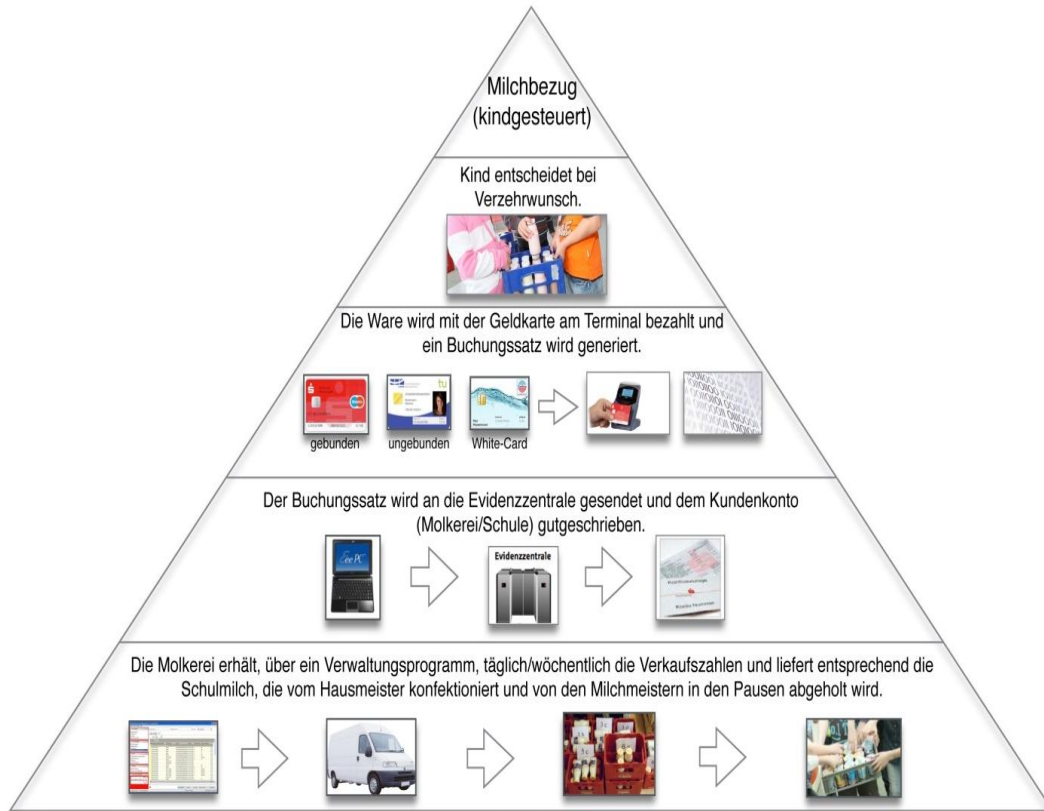 Milchbezug
(kindgesteuert)
Kind entscheidet bei
Verzehrwunsch.
Die Ware wird mit der Geldkarte am Terminal bezahlt und
ein Buchungssatz wird generiert.
tu
gebunden
ungebunden
White-Card
Der Buchungssatz wird an die Evidenzzentrale gesendet und dem Kundenkonto
(Molkerei/Schule) gutgeschrieben.
Eee PC
Evidenzzentrale
Die Molkerei erhält, über ein Verwaltungsprogramm, täglich/wöchentlich die Verkaufszahlen und liefert entsprechend die
Schulmilch, die vom Hausmeister konfektioniert und von den Milchmeistern in den Pausen abgeholt wird.